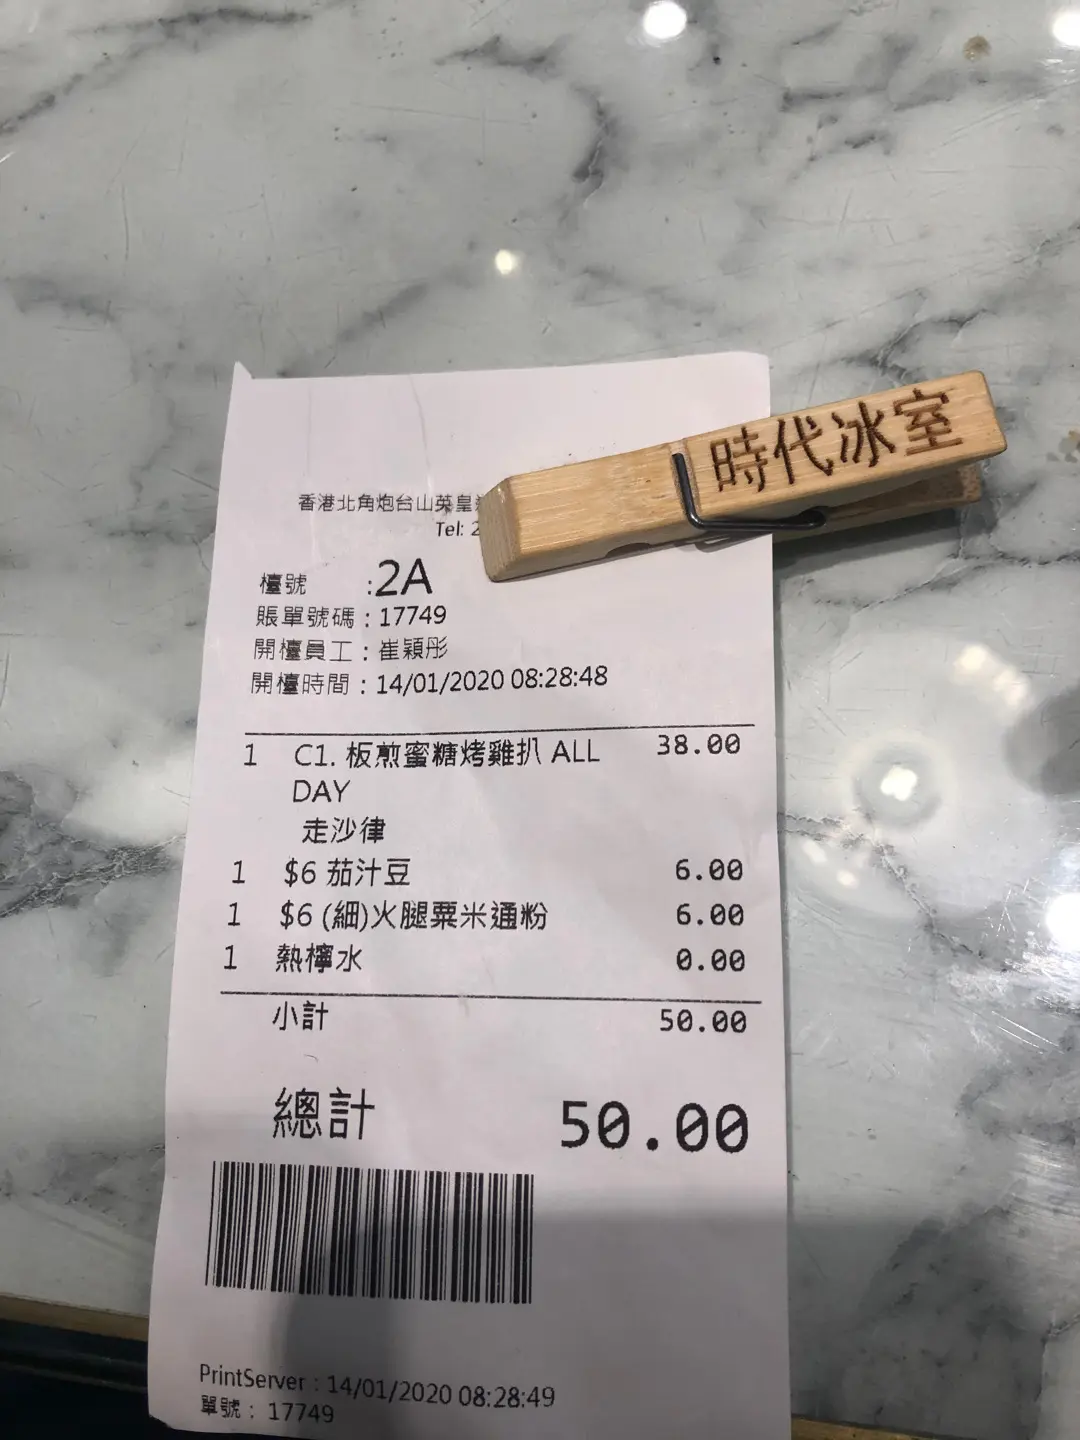 時代冰室
香港北角炮台山英皇
Tel: 2
檯號 :2A
賬單號碼 : 17749
開檯員工 : 崔穎彤
開檯時間 : 14/01/2020 08:28:48
1 C1. 板煎蜜糖烤雞扒 ALL 38.00
DAY
走沙律
1 $6 茄汁豆 6.00
1 $6 (細)火腿粟米通粉 6.00
1 熱檸水 0.00
小計 50.00
總計 50.00
PrintServer : 14/01/2020 08:28:49
單號 : 17749